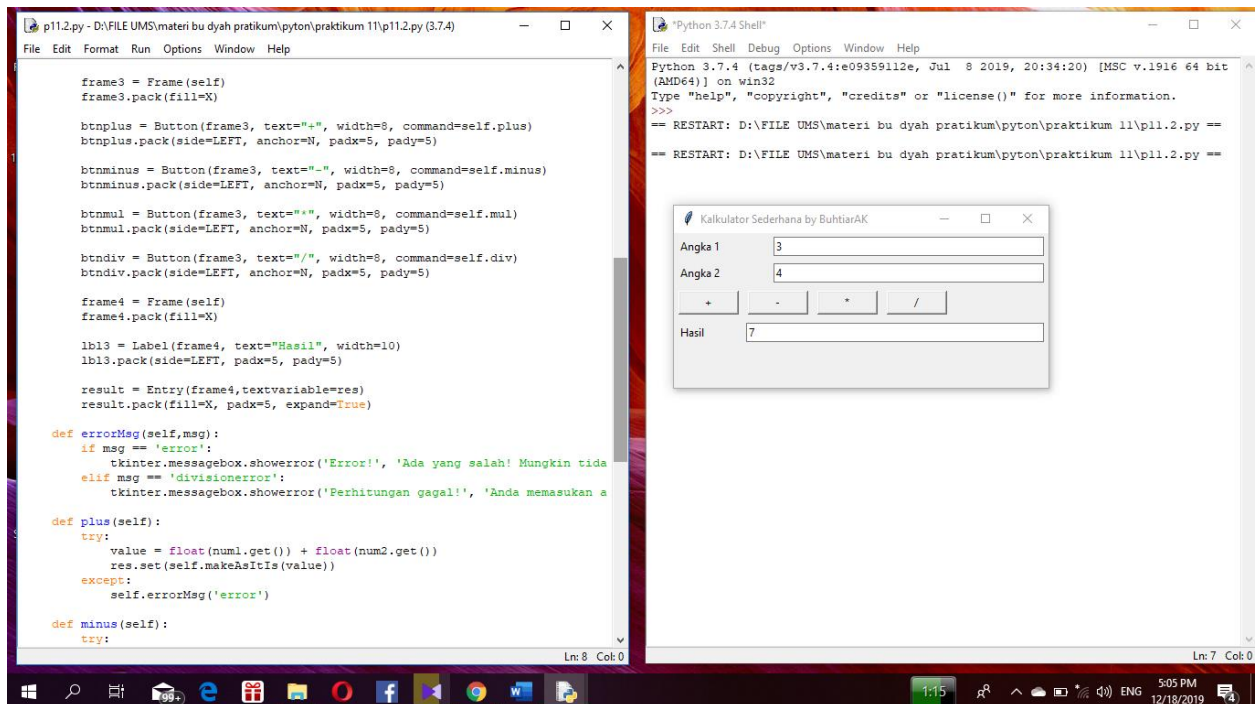 p11.2.py - D:\FILE UMS\materi bu dyah pratikum\pyton\praktikum 11\p11.2.py (3.7.4)
File Edit Format Run Options Window Help
frame3 = Frame(self)
frame3.pack(fill=X)
btnplus = Button(frame3, text="+", width=8, command=self.plus)
btnplus.pack(side=LEFT, anchor=N, padx=5, pady=5)
btnminus = Button(frame3, text="-", width=8, command=self.minus)
btnminus.pack(side=LEFT, anchor=N, padx=5, pady=5)
btnmul = Button(frame3, text="*", width=8, command=self.mul)
btnmul.pack(side=LEFT, anchor=N, padx=5, pady=5)
btndiv = Button(frame3, text="/", width=8, command=self.div)
btndiv.pack(side=LEFT, anchor=N, padx=5, pady=5)
frame4 = Frame(self)
frame4.pack(fill=X)
lbl3 = Label(frame4, text="Hasil", width=10)
lbl3.pack(side=LEFT, padx=5, pady=5)
result = Entry(frame4,textvariable=res)
result.pack(fill=X, padx=5, expand=True)
def errorMsg(self,msg):
if msg == 'error':
tkinter.messagebox.showerror('Error!', 'Ada yang salah! Mungkin tida
elif msg == 'divisionerror':
tkinter.messagebox.showerror('Perhitungan gagal!', 'Anda memasukan a
def plus(self):
try:
value = float(num1.get()) + float(num2.get())
res.set(self.makeAsItIs(value))
except:
self.errorMsg('error')
def minus(self):
try:
Ln: 8 Col: 0
*Python 3.7.4 Shell*
File Edit Shell Debug Options Window Help
Python 3.7.4 (tags/v3.7.4:e09359112e, Jul 8 2019, 20:34:20) [MSC v.1916 64 bit
(AMD64)] on win32
Type "help", "copyright", "credits" or "license()" for more information.
>>>
== RESTART: D:\FILE UMS\materi bu dyah pratikum\pyton\praktikum 11\p11.2.py ==
== RESTART: D:\FILE UMS\materi bu dyah pratikum\pyton\praktikum 11\p11.2.py ==
Kalkulator Sederhana by BuhtiarAK
Angka 1 3
Angka 2 4
+ - * /
Hasil 7
Ln: 7 Col: 0
99+
1:15
ENG
5:05 PM
12/18/2019
4